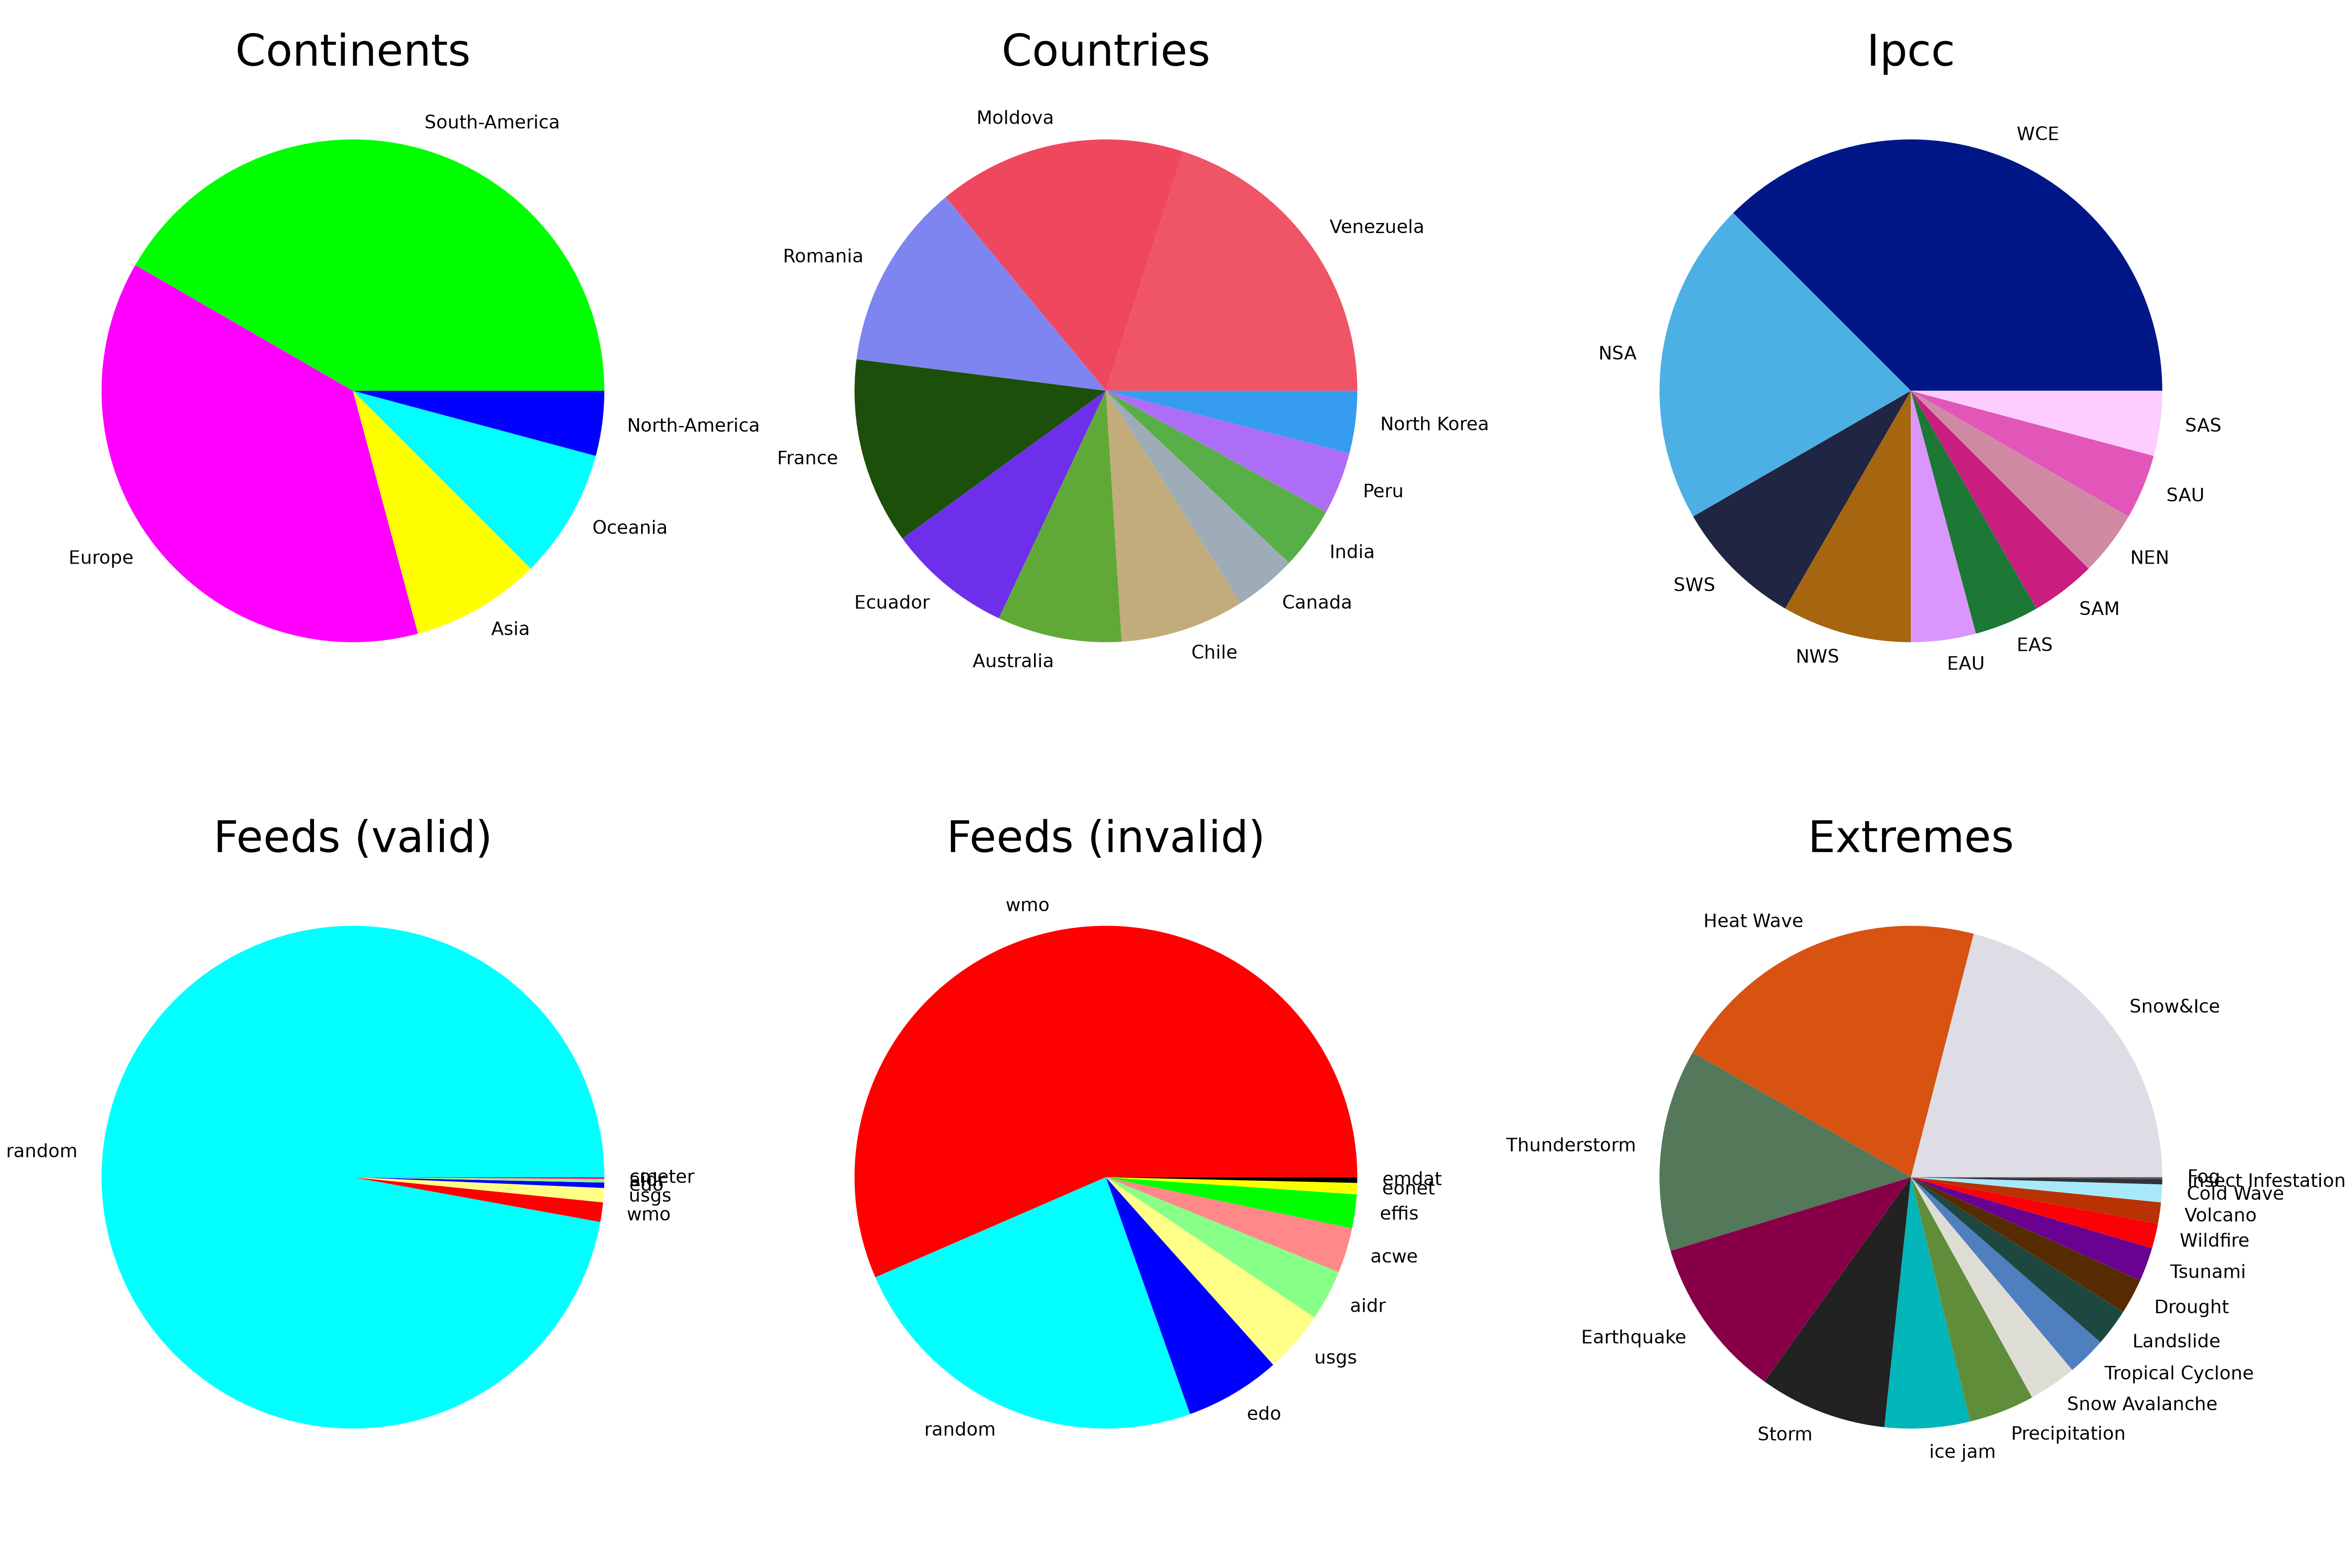 Continents
South-America
Europe
Asia
Oceania
North-America
Countries
Venezuela
Moldova
Romania
France
Ecuador
Australia
Chile
Canada
India
Peru
North Korea
Ipcc
WCE
NSA
SWS
NWS
EAU
EAS
SAM
NEN
SAU
SAS
Feeds (valid)
random
wmo
usgs
edo
Feeds (invalid)
wmo
random
edo
usgs
aidr
acwe
effis
eonet
emdat
Extremes
Snow&Ice
Heat Wave
Thunderstorm
Earthquake
Storm
ice jam
Precipitation
Snow Avalanche
Tropical Cyclone
Landslide
Drought
Tsunami
Wildfire
Volcano
Cold Wave
Insect Infestation
Fog